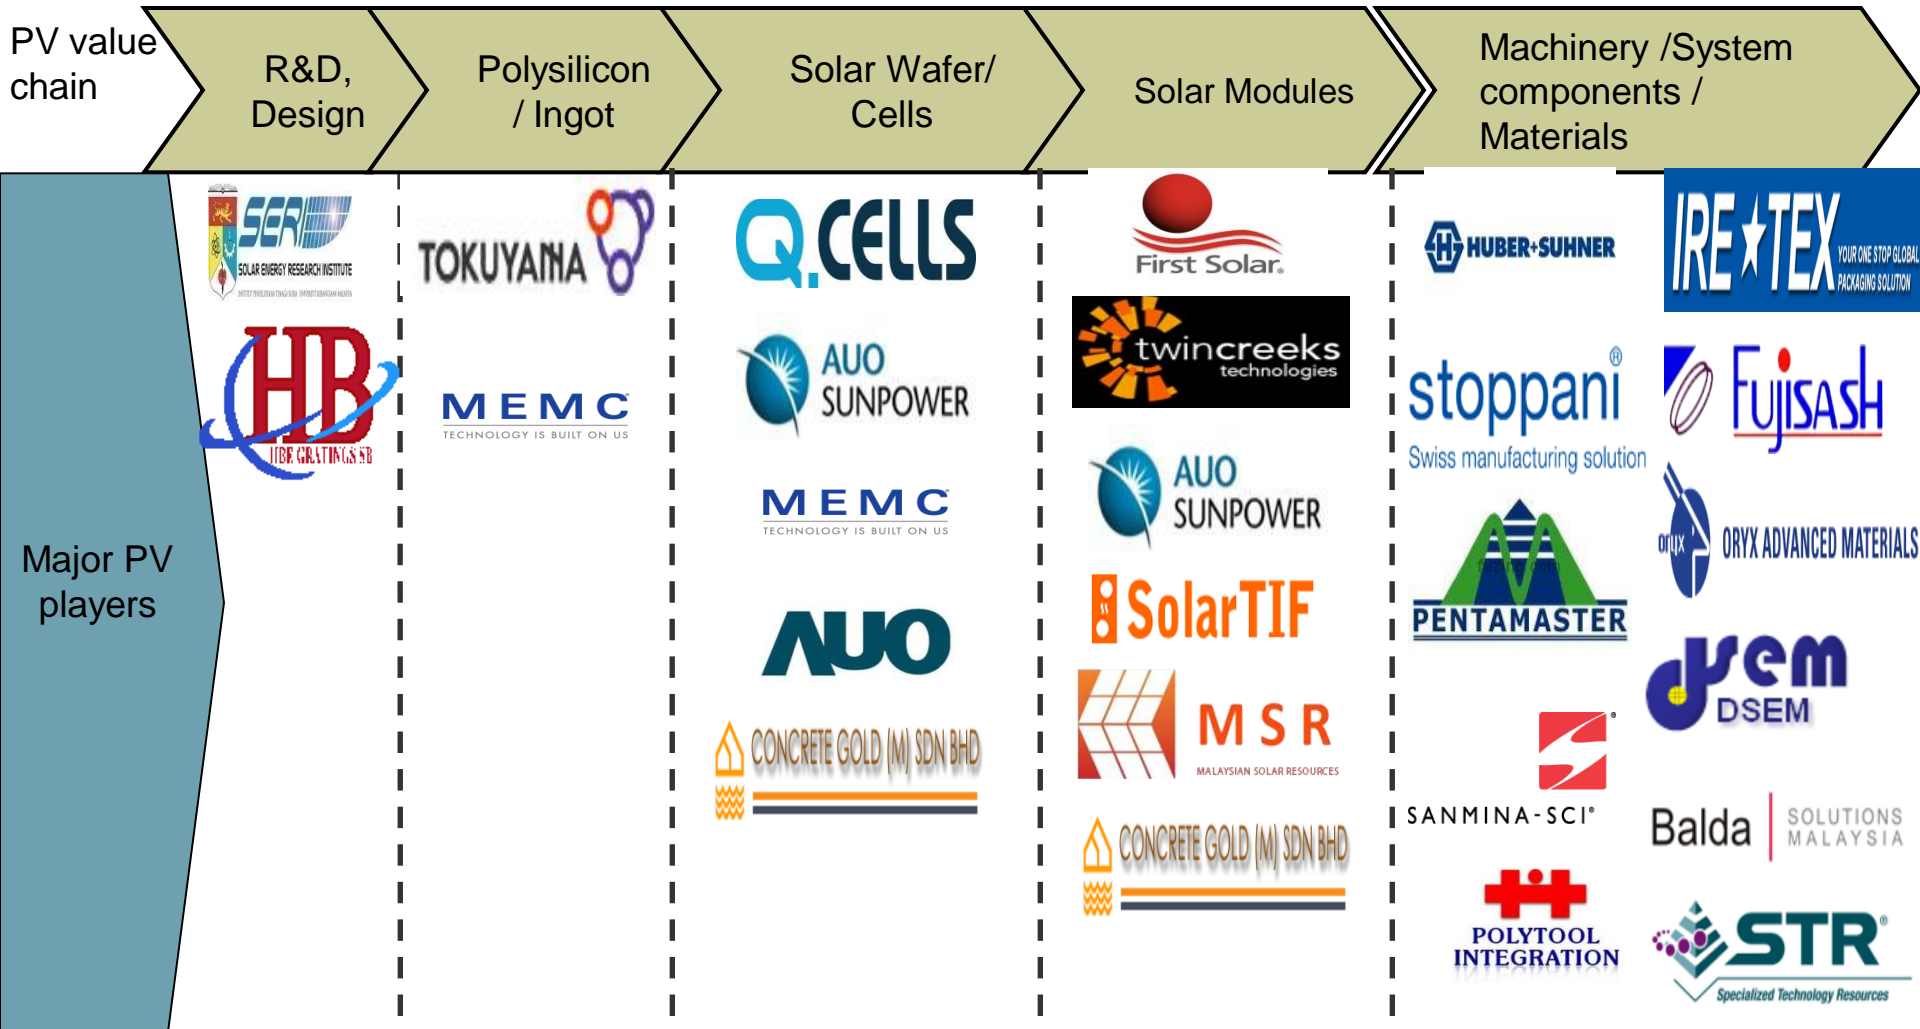 PV value
chain
R&D,
Design
Polysilicon
/ Ingot
Solar Wafer/
Cells
Solar Modules
Machinery /System
components /
Materials
Major PV
players
SERI
SOLAR ENERGY RESEARCH INSTITUTE
HB
HBE GRATINGS SB
TOKUYAMA
MEMC
TECHNOLOGY IS BUILT ON US
Q.CELLS
AUO
SUNPOWER
MEMC
TECHNOLOGY IS BUILT ON US
AUO
CONCRETE GOLD (M) SDN BHD
First Solar.
twincreeks
technologies
AUO
SUNPOWER
SolarTIF
MSR
MALAYSIAN SOLAR RESOURCES
CONCRETE GOLD (M) SDN BHD
H HUBER+SUHNER
stoppani®
Swiss manufacturing solution
PENTAMASTER
SANMINA-SCI®
POLYTOOL
INTEGRATION
IRE★TEX
YOUR ONE STOP GLOBAL
PACKAGING SOLUTION
FUJISASH
oryx ORYX ADVANCED MATERIALS
dsem
DSEM
Balda
SOLUTIONS
MALAYSIA
STR®
Specialized Technology Resources